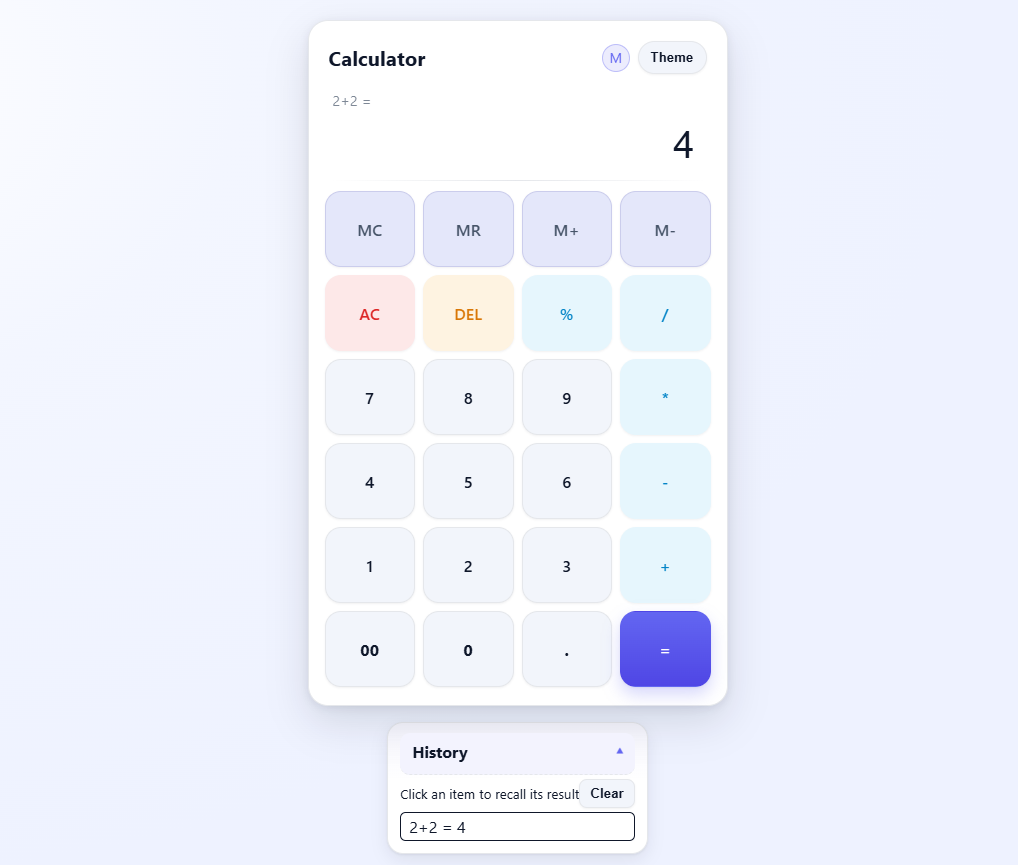 Calculator M Theme
2+2 =
4
MC MR M+ M-
AC DEL % /
7 8 9 *
4 5 6 -
1 2 3 +
00 0 . =
History ▲
Click an item to recall its result Clear
2+2 = 4